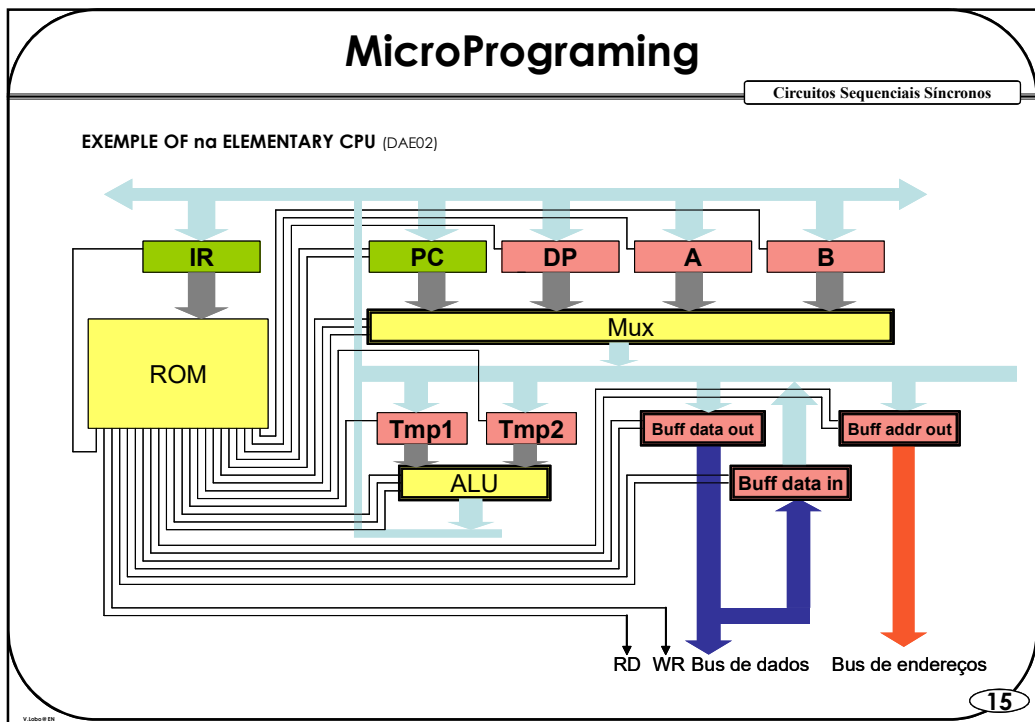 MicroPrograming
Circuitos Sequenciais Síncronos
EXEMPLE OF na ELEMENTARY CPU (DAE02)
IR
PC
DP
A
B
Mux
ROM
Tmp1
Tmp2
Buff data out
Buff addr out
ALU
Buff data in
RD WR Bus de dados
Bus de endereços
15
V.Lobo@EN